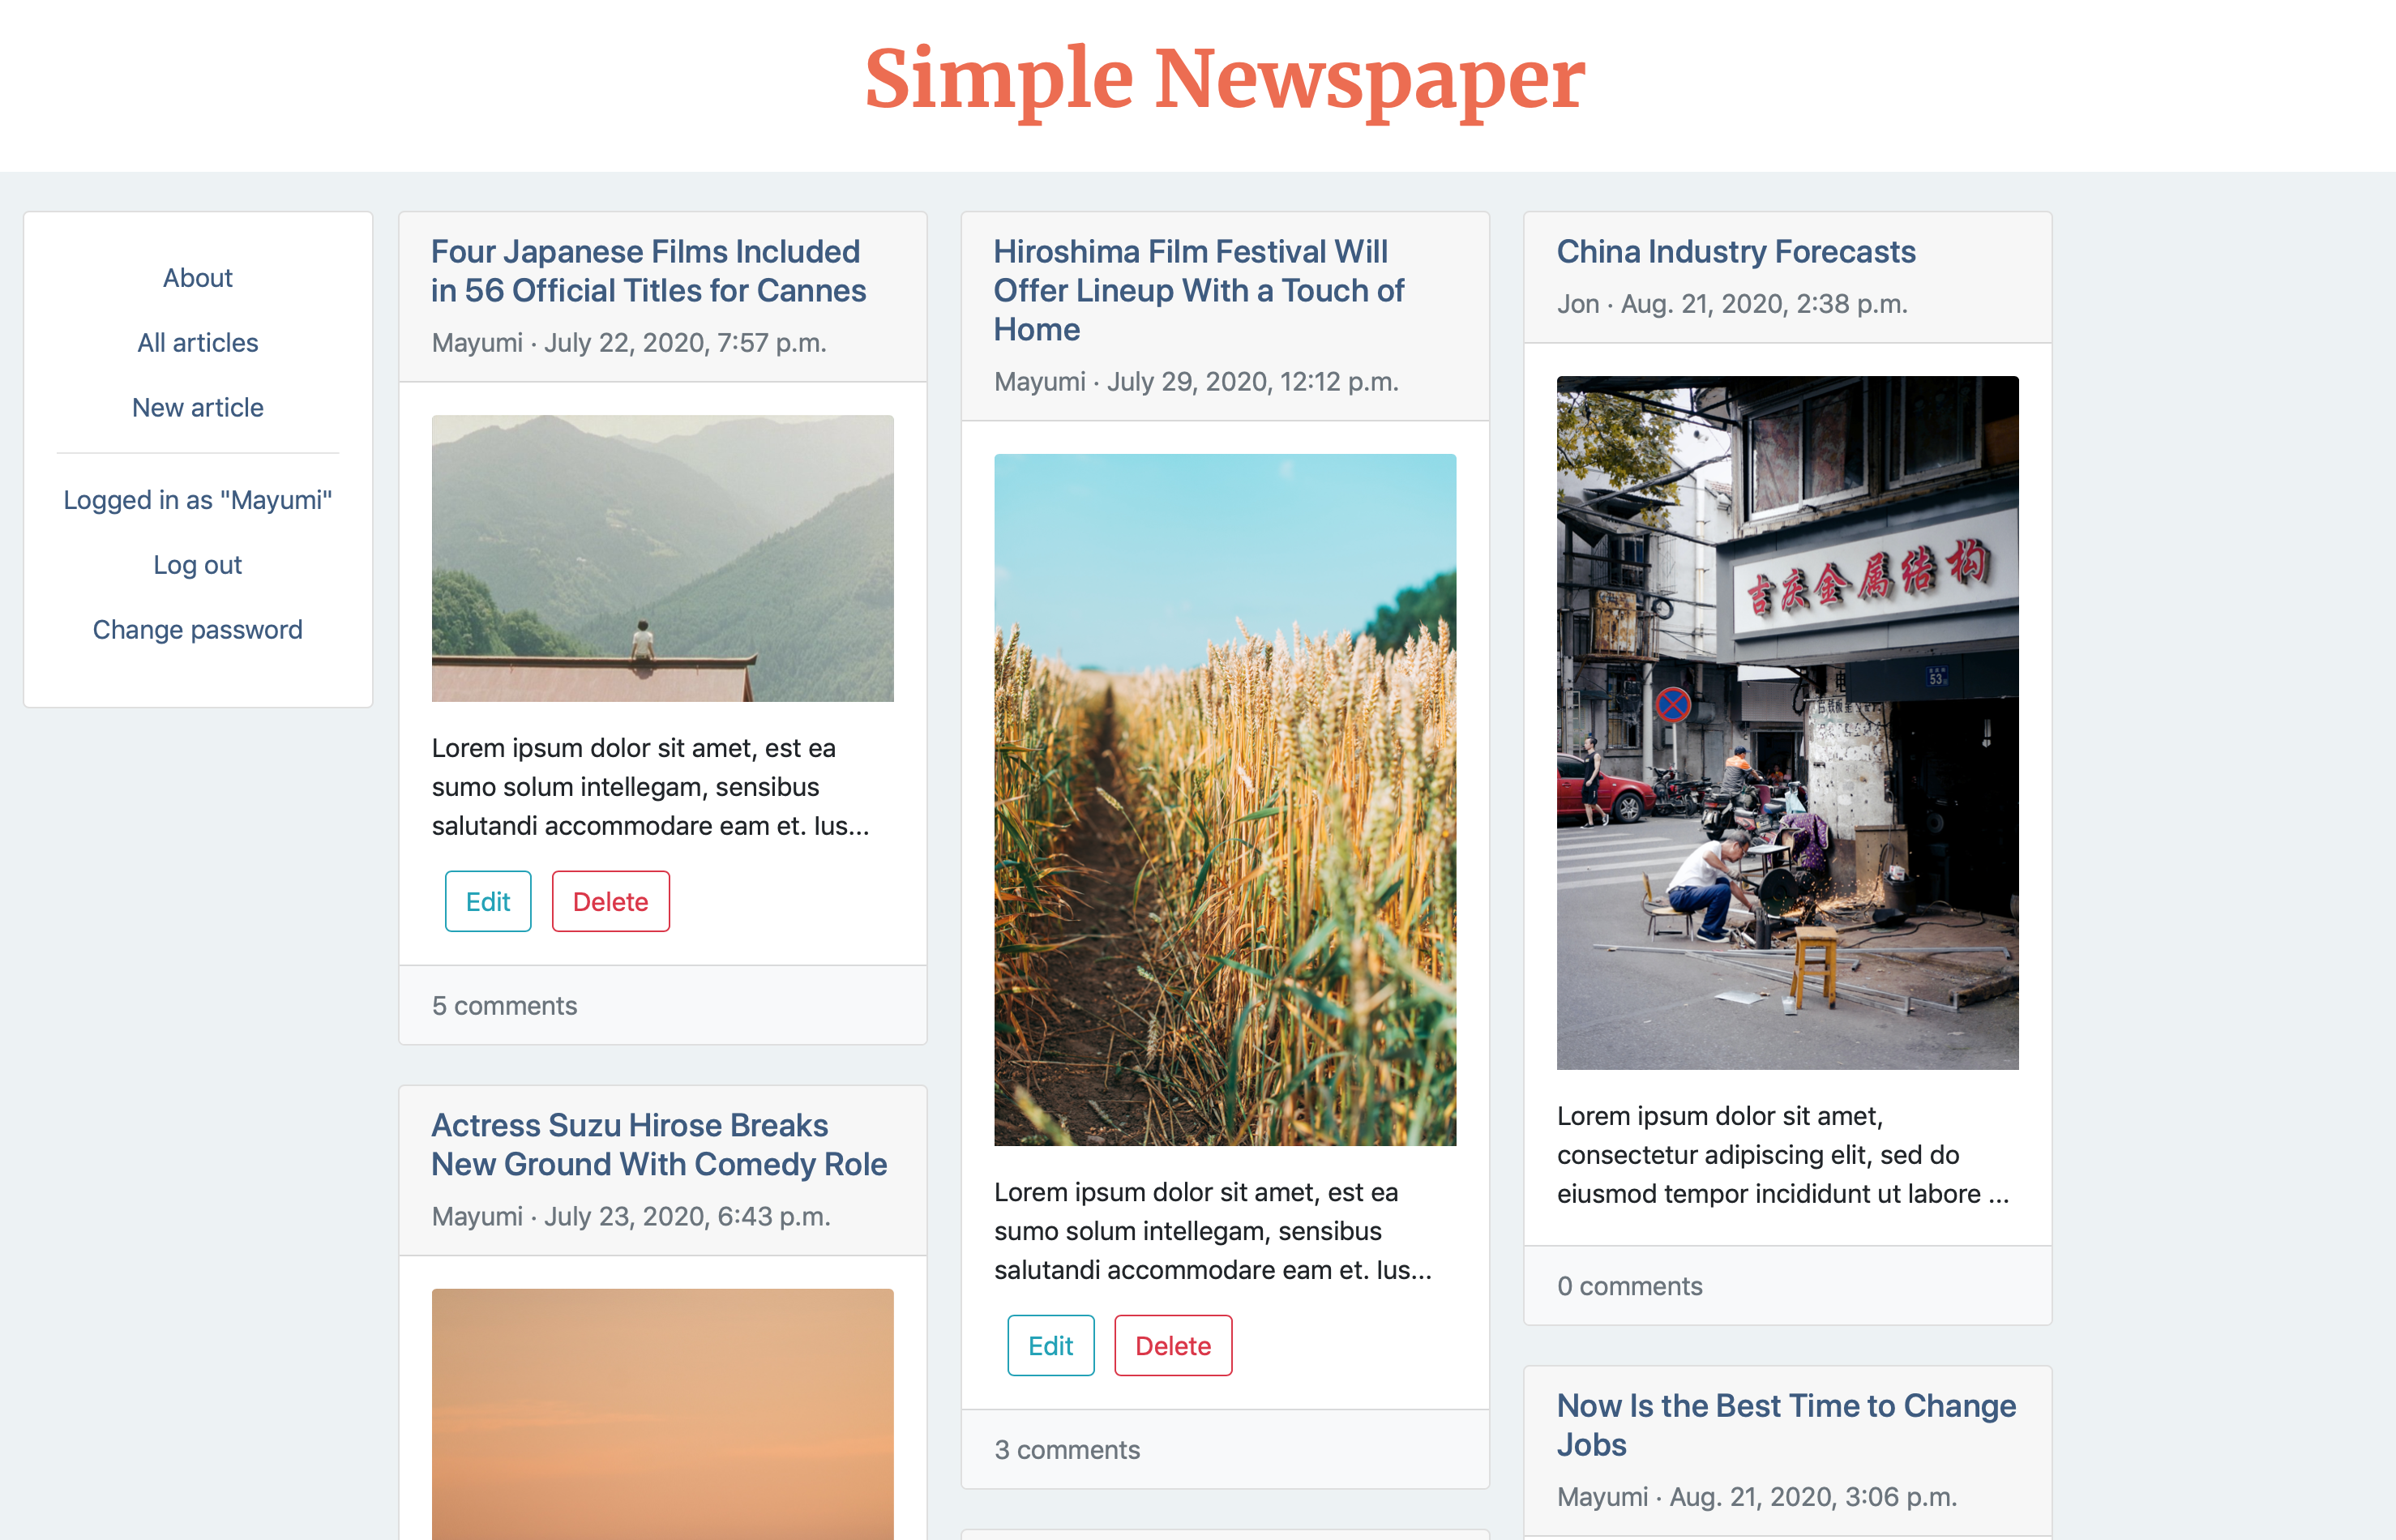 Simple Newspaper
About
All articles
New article
Logged in as "Mayumi"
Log out
Change password
Four Japanese Films Included
in 56 Official Titles for Cannes
Mayumi · July 22, 2020, 7:57 p.m.
Lorem ipsum dolor sit amet, est ea
sumo solum intellegam, sensibus
salutandi accommodare eam et. Ius...
Edit
Delete
5 comments
Actress Suzu Hirose Breaks
New Ground With Comedy Role
Mayumi · July 23, 2020, 6:43 p.m.
Hiroshima Film Festival Will
Offer Lineup With a Touch of
Home
Mayumi · July 29, 2020, 12:12 p.m.
Lorem ipsum dolor sit amet, est ea
sumo solum intellegam, sensibus
salutandi accommodare eam et. Ius...
Edit
Delete
3 comments
China Industry Forecasts
Jon · Aug. 21, 2020, 2:38 p.m.
吉庆金属结构
53
Lorem ipsum dolor sit amet,
consectetur adipiscing elit, sed do
eiusmod tempor incididunt ut labore ...
0 comments
Now Is the Best Time to Change
Jobs
Mayumi · Aug. 21, 2020, 3:06 p.m.